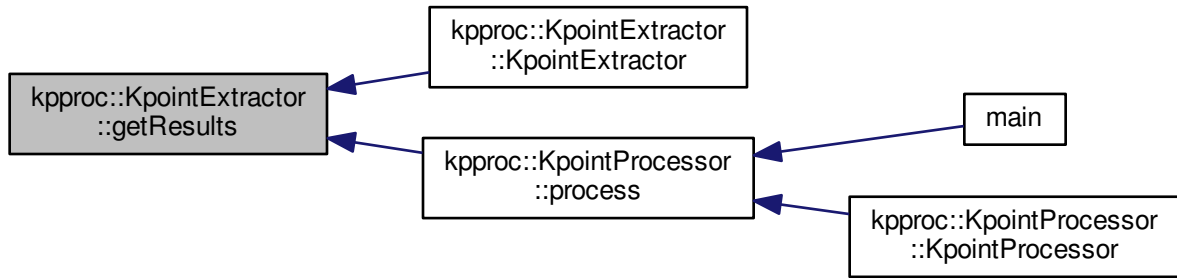 kpproc::KpointExtractor
::getResults
kpproc::KpointExtractor
::KpointExtractor
kpproc::KpointProcessor
::process
main
kpproc::KpointProcessor
::KpointProcessor